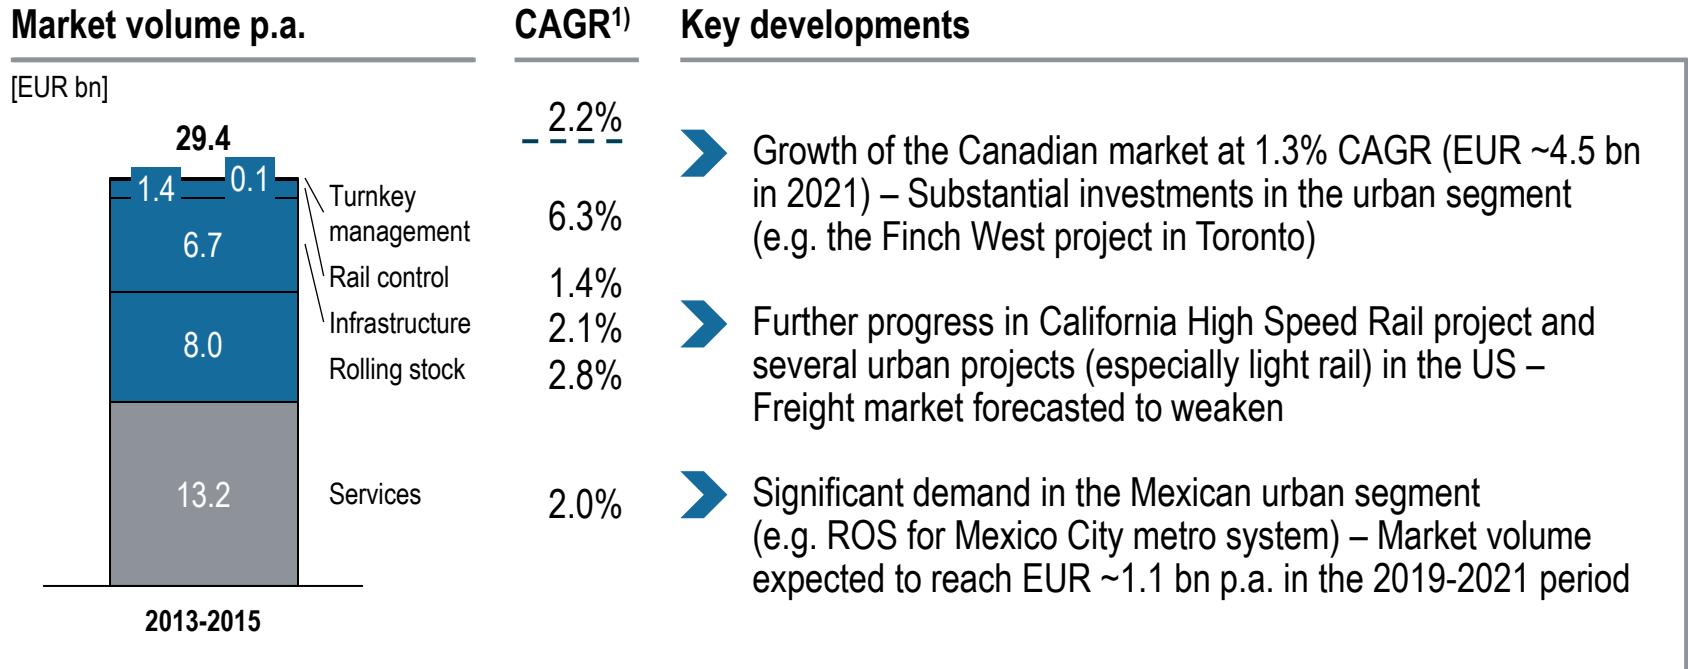 Market volume p.a.
CAGR1)
Key developments
[EUR bn]
2.2%
29.4
1.4
0.1
6.7
8.0
13.2
2013-2015
Turnkey
management
Rail control
Infrastructure
Rolling stock
Services
6.3%
1.4%
2.1%
2.8%
2.0%
Growth of the Canadian market at 1.3% CAGR (EUR ~4.5 bn
in 2021) – Substantial investments in the urban segment
(e.g. the Finch West project in Toronto)
Further progress in California High Speed Rail project and
several urban projects (especially light rail) in the US –
Freight market forecasted to weaken
Significant demand in the Mexican urban segment
(e.g. ROS for Mexico City metro system) – Market volume
expected to reach EUR ~1.1 bn p.a. in the 2019-2021 period